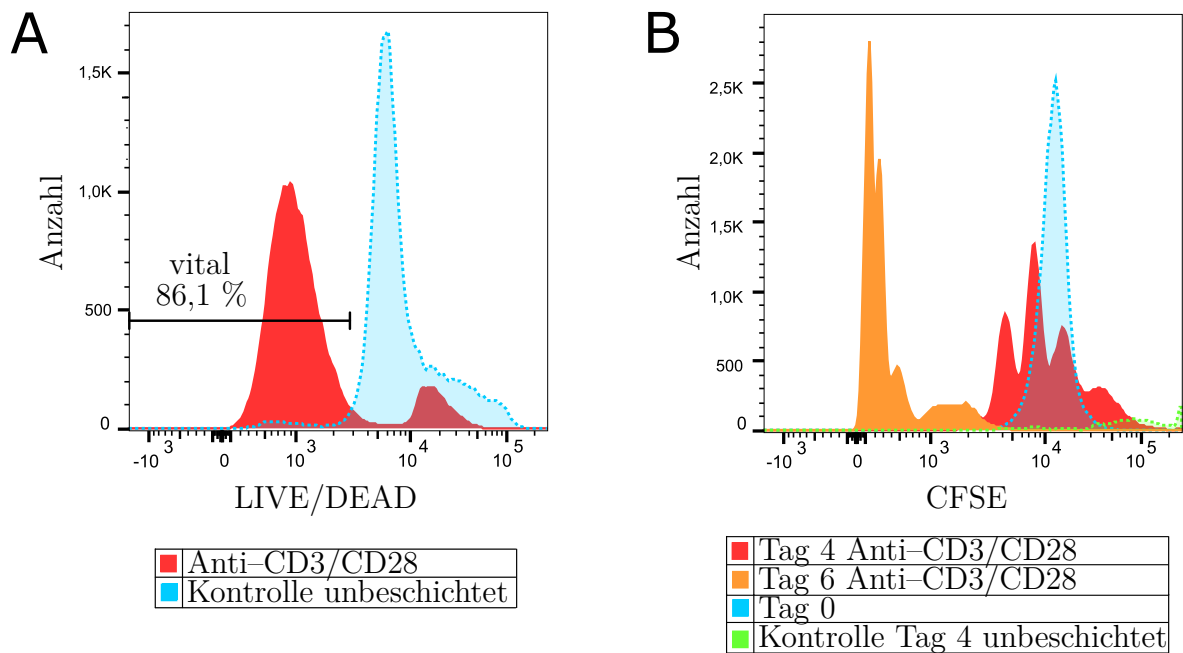 A
Anzahl
1,5K
1,0K
500
0
vital
86,1 %
-10 3
0
10 3
10 4
10 5
LIVE/DEAD
Anti–CD3/CD28
Kontrolle unbeschichtet
B
Anzahl
2,5K
2,0K
1,5K
1,0K
500
0
-10 3
0
10 3
10 4
10 5
CFSE
Tag 4 Anti–CD3/CD28
Tag 6 Anti–CD3/CD28
Tag 0
Kontrolle Tag 4 unbeschichtet